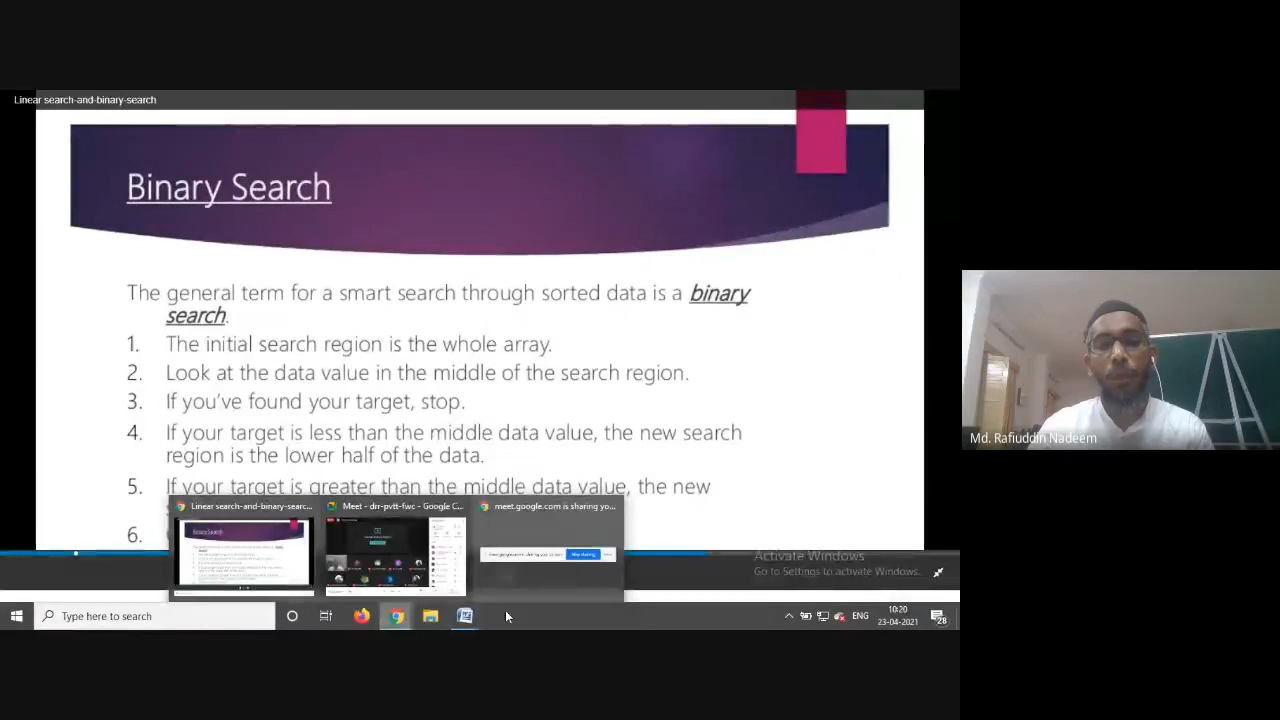 Linear search-and-binary-search
Binary Search
The general term for a smart search through sorted data is a binary
search.
1. The initial search region is the whole array.
2. Look at the data value in the middle of the search region.
3. If you've found your target, stop.
4. If your target is less than the middle data value, the new search
region is the lower half of the data.
5. If your target is greater than the middle data value, the new
6.
Linear search-and-binary-searc...
Meet - drr-pvtt-fwc - Google C...
meet.google.com is sharing yo...
Binary Search
Stop sharing
Activate Windows
Go to Settings to activate Windows.
Type here to search
ENG
10:20
23-04-2021
28
Md. Rafiuddin Nadeem